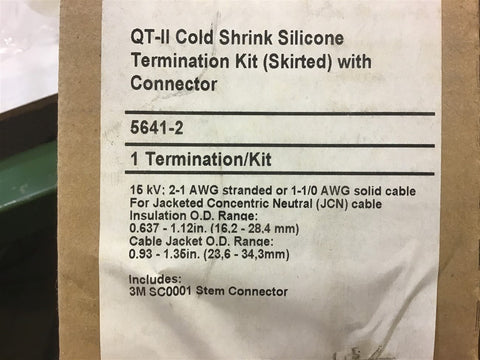 QT-II Cold Shrink Silicone
Termination Kit (Skirted) with
Connector
5641-2
1 Termination/Kit
15 kV: 2-1 AWG stranded or 1-1/0 AWG solid cable
For Jacketed Concentric Neutral (JCN) cable
Insulation O.D. Range:
0.637 - 1.12in. (16,2 - 28,4 mm)
Cable Jacket O.D. Range:
0.93 - 1.35in. (23,6 - 34,3mm)
Includes:
3M SC0001 Stem Connector